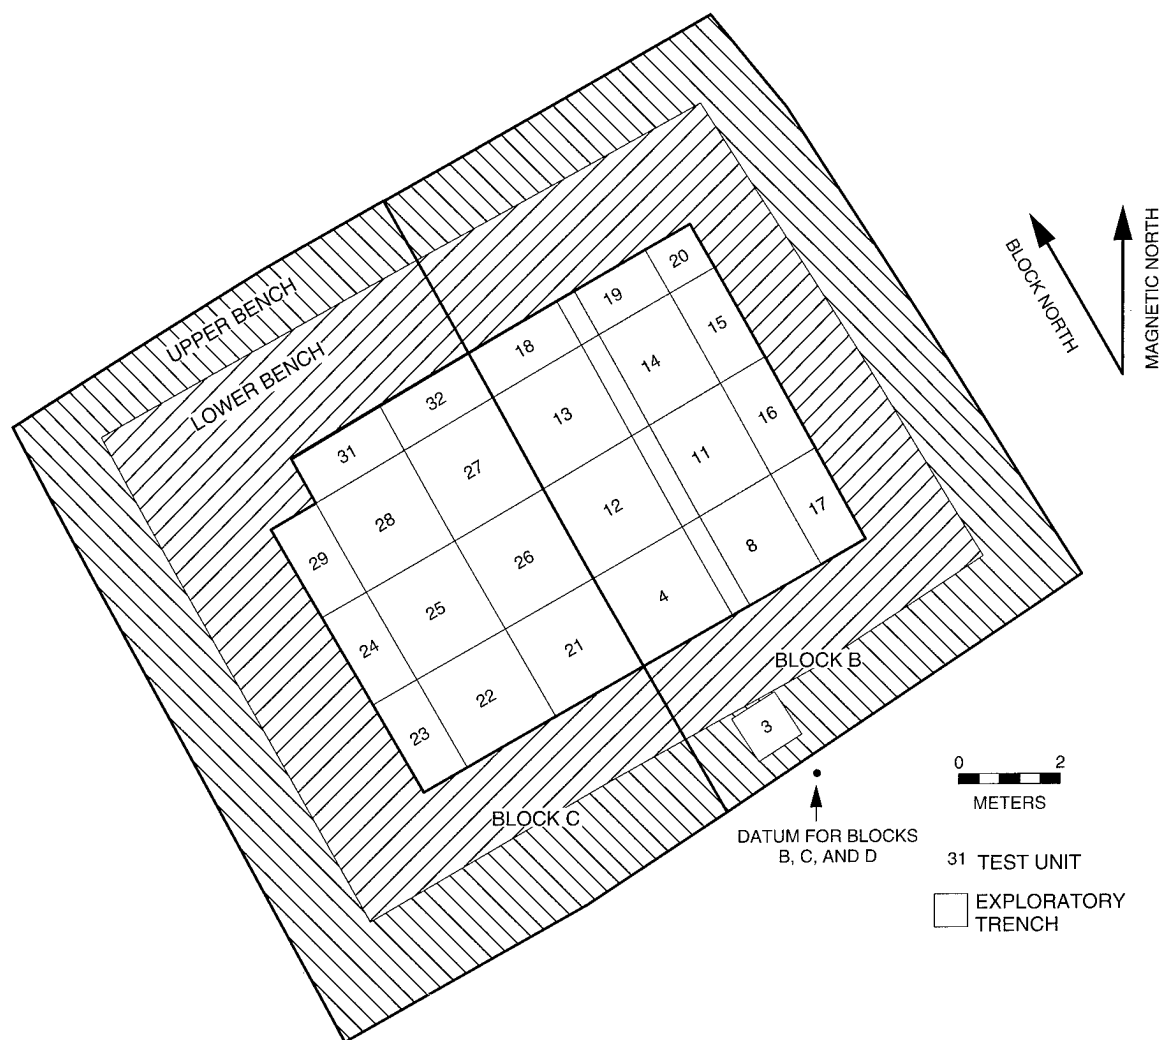 UPPER BENCH
LOWER BENCH
20
19
18
15
14
32
13
16
31
27
11
28
12
17
29
26
8
25
4
24
21
22
23
BLOCK B
3
BLOCK C
BLOCK NORTH
MAGNETIC NORTH
DATUM FOR BLOCKS
B, C, AND D
0 2
METERS
31 TEST UNIT
EXPLORATORY
TRENCH